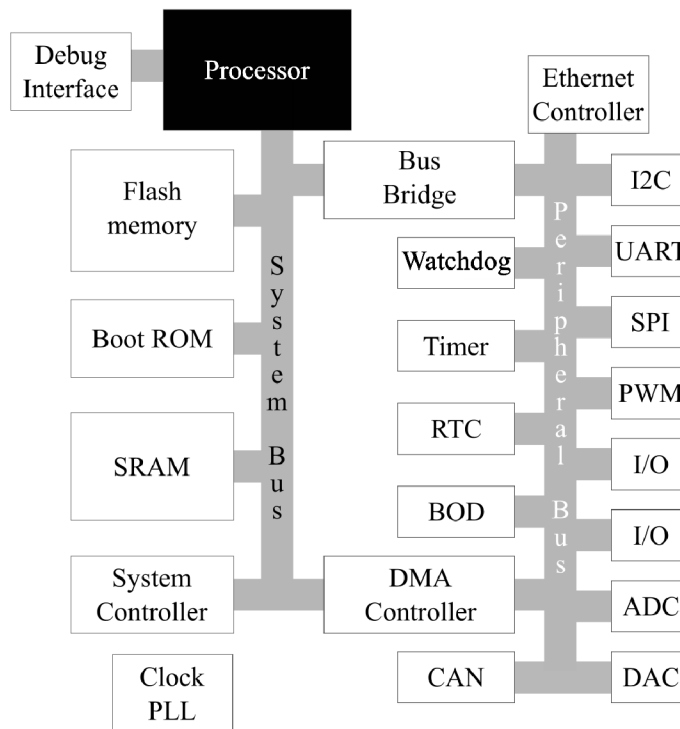 Debug
Interface
Processor
Ethernet
Controller
Flash
memory
Bus
Bridge
I2C
Watchdog
UART
Boot ROM
Timer
SPI
PWM
SRAM
RTC
I/O
BOD
I/O
System Bus
Peripheral Bus
System
Controller
DMA
Controller
ADC
Clock
PLL
CAN
DAC